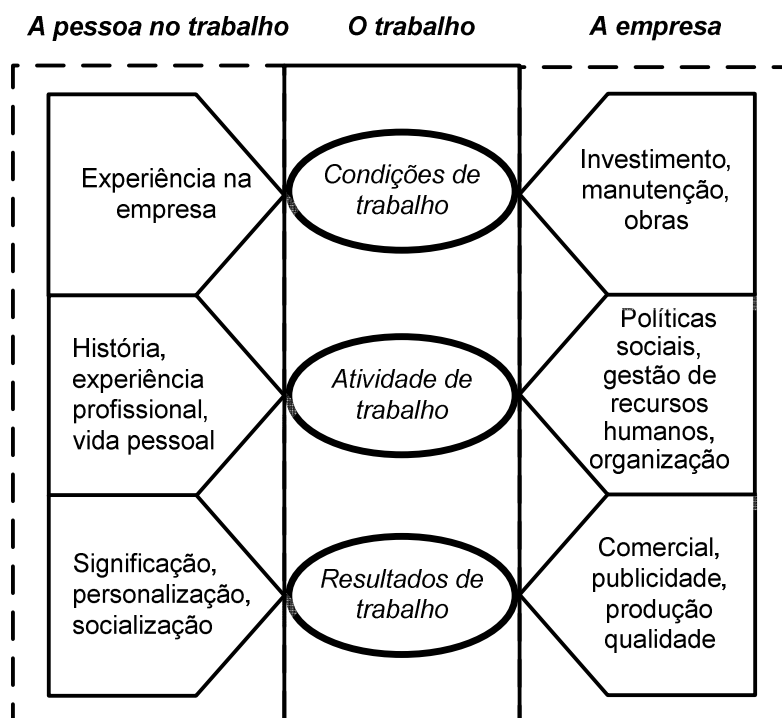 A pessoa no trabalho
O trabalho
A empresa
Experiência na
empresa
Condições de
trabalho
Investimento,
manutenção,
obras
História,
experiência
profissional,
vida pessoal
Atividade de
trabalho
Políticas
sociais,
gestão de
recursos
humanos,
organização
Significação,
personalização,
socialização
Resultados de
trabalho
Comercial,
publicidade,
produção
qualidade